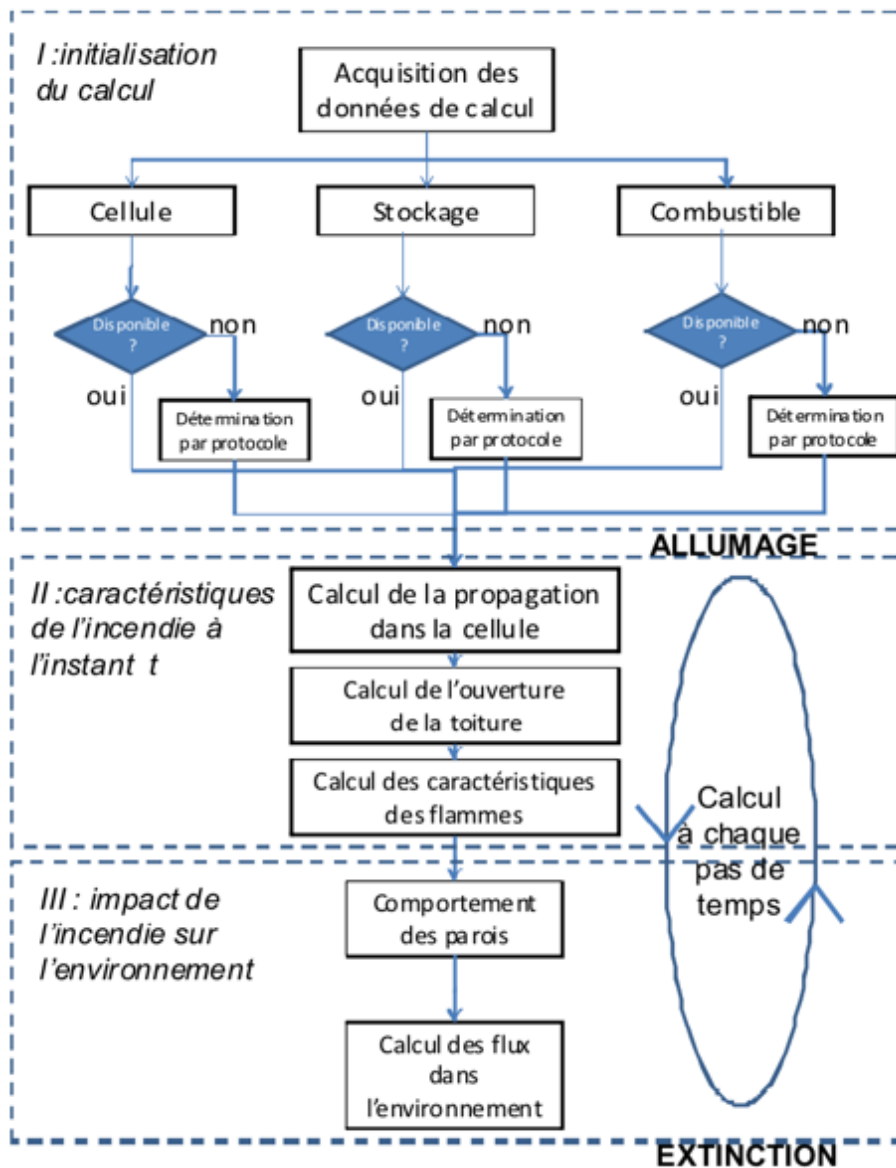 I :initialisation
du calcul
Acquisition des
données de calcul
Cellule
Stockage
Combustible
Disponible
?
non
oui
Disponible
?
non
oui
Disponible
?
non
oui
Détermination
par protocole
Détermination
par protocole
Détermination
par protocole
ALLUMAGE
II :caractéristiques
de l'incendie à
l'instant t
Calcul de la propagation
dans la cellule
Calcul de l'ouverture
de la toiture
Calcul des caractéristiques
des flammes
Calcul
à chaque
pas de
temps
III : impact de
l'incendie sur
l'environnement
Comportement
des parois
Calcul des flux
dans
l'environnement
EXTINCTION